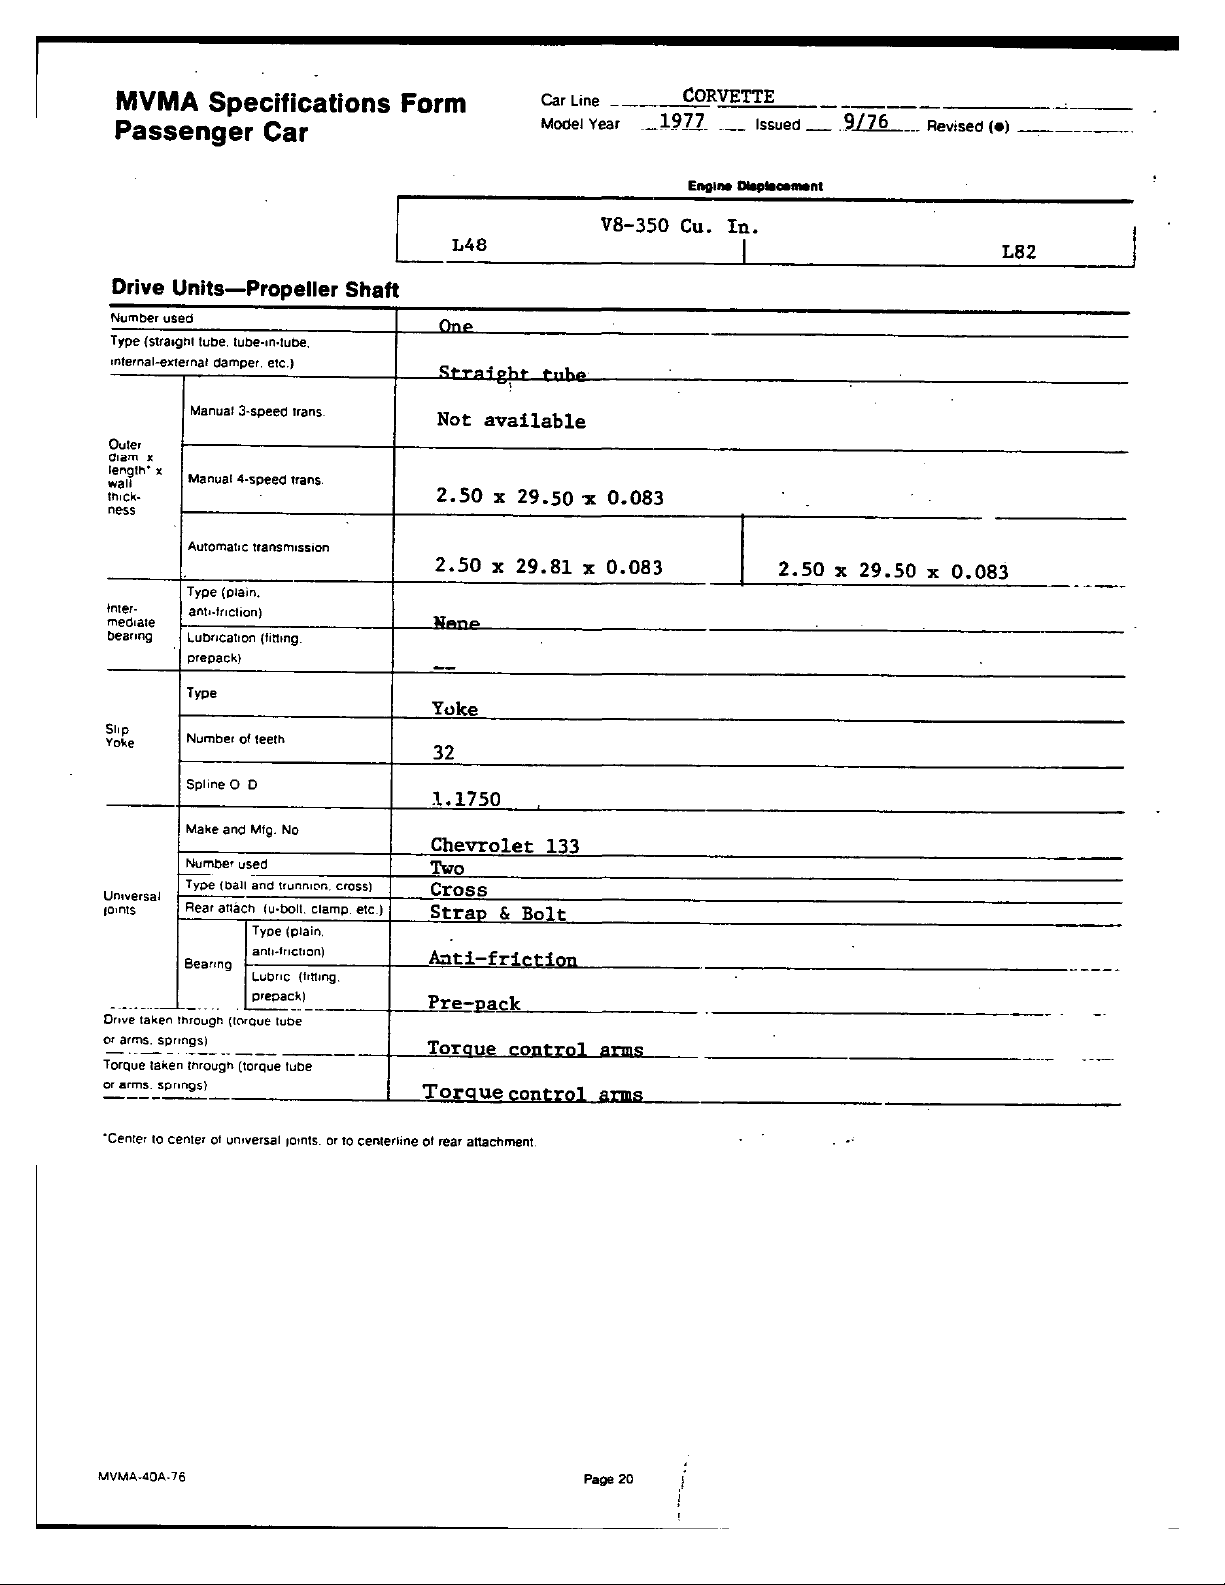 MVMA Specifications Form
Passenger Car
Car Line CORVETTE
Model Year 1977 Issued 9/76 Revised (●)
Engine Displacement
V8-350 Cu. In.
L48 L82
Drive Units—Propeller Shaft
Number used One
Type (straight tube, tube-in-tube,
internal-external damper, etc.) Straight tube
Outer
diam x
length* x
wall
thick-
ness
Manual 3-speed trans. Not available
Manual 4-speed trans. 2.50 x 29.50 x 0.083
Automatic transmission 2.50 x 29.81 x 0.083 2.50 x 29.50 x 0.083
Inter-
mediate
bearing
Type (plain,
anti-friction) None
Lubrication (fitting,
prepack) —
Slip
Yoke
Type Yoke
Number of teeth 32
Spline O D 1.1750
Universal
joints
Make and Mfg. No Chevrolet 133
Number used Two
Type (ball and trunnion, cross) Cross
Rear attach (u-bolt, clamp, etc.) Strap & Bolt
Bearing
Type (plain,
anti-friction) Anti-friction
Lubric (fitting,
prepack) Pre-pack
Drive taken through (torque tube
or arms, springs) Torque control arms
Torque taken through (torque tube
or arms, springs) Torque control arms
*Center to center of universal joints, or to centerline of rear attachment.
MVMA-40A-76
Page 20